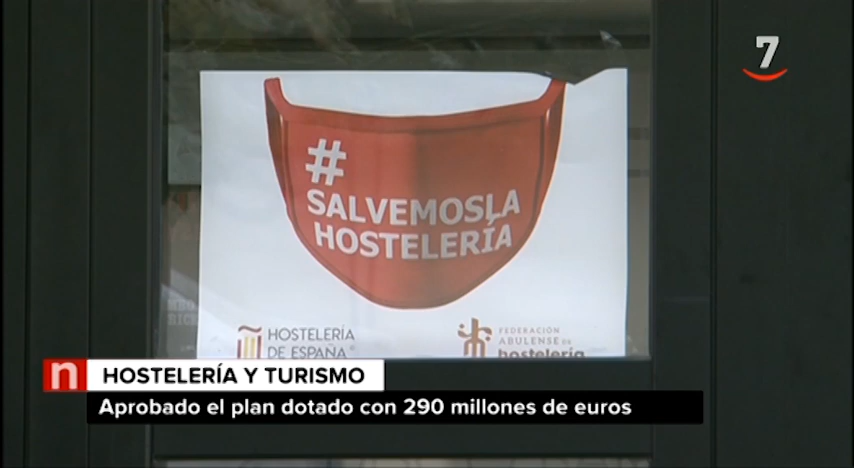 7
#
SALVEMOSLA
HOSTELERÍA
HOSTELERÍA
DE ESPAÑA
FEDERACIÓN
ABULENSE DE
hostelería
n HOSTELERÍA Y TURISMO
Aprobado el plan dotado con 290 millones de euros